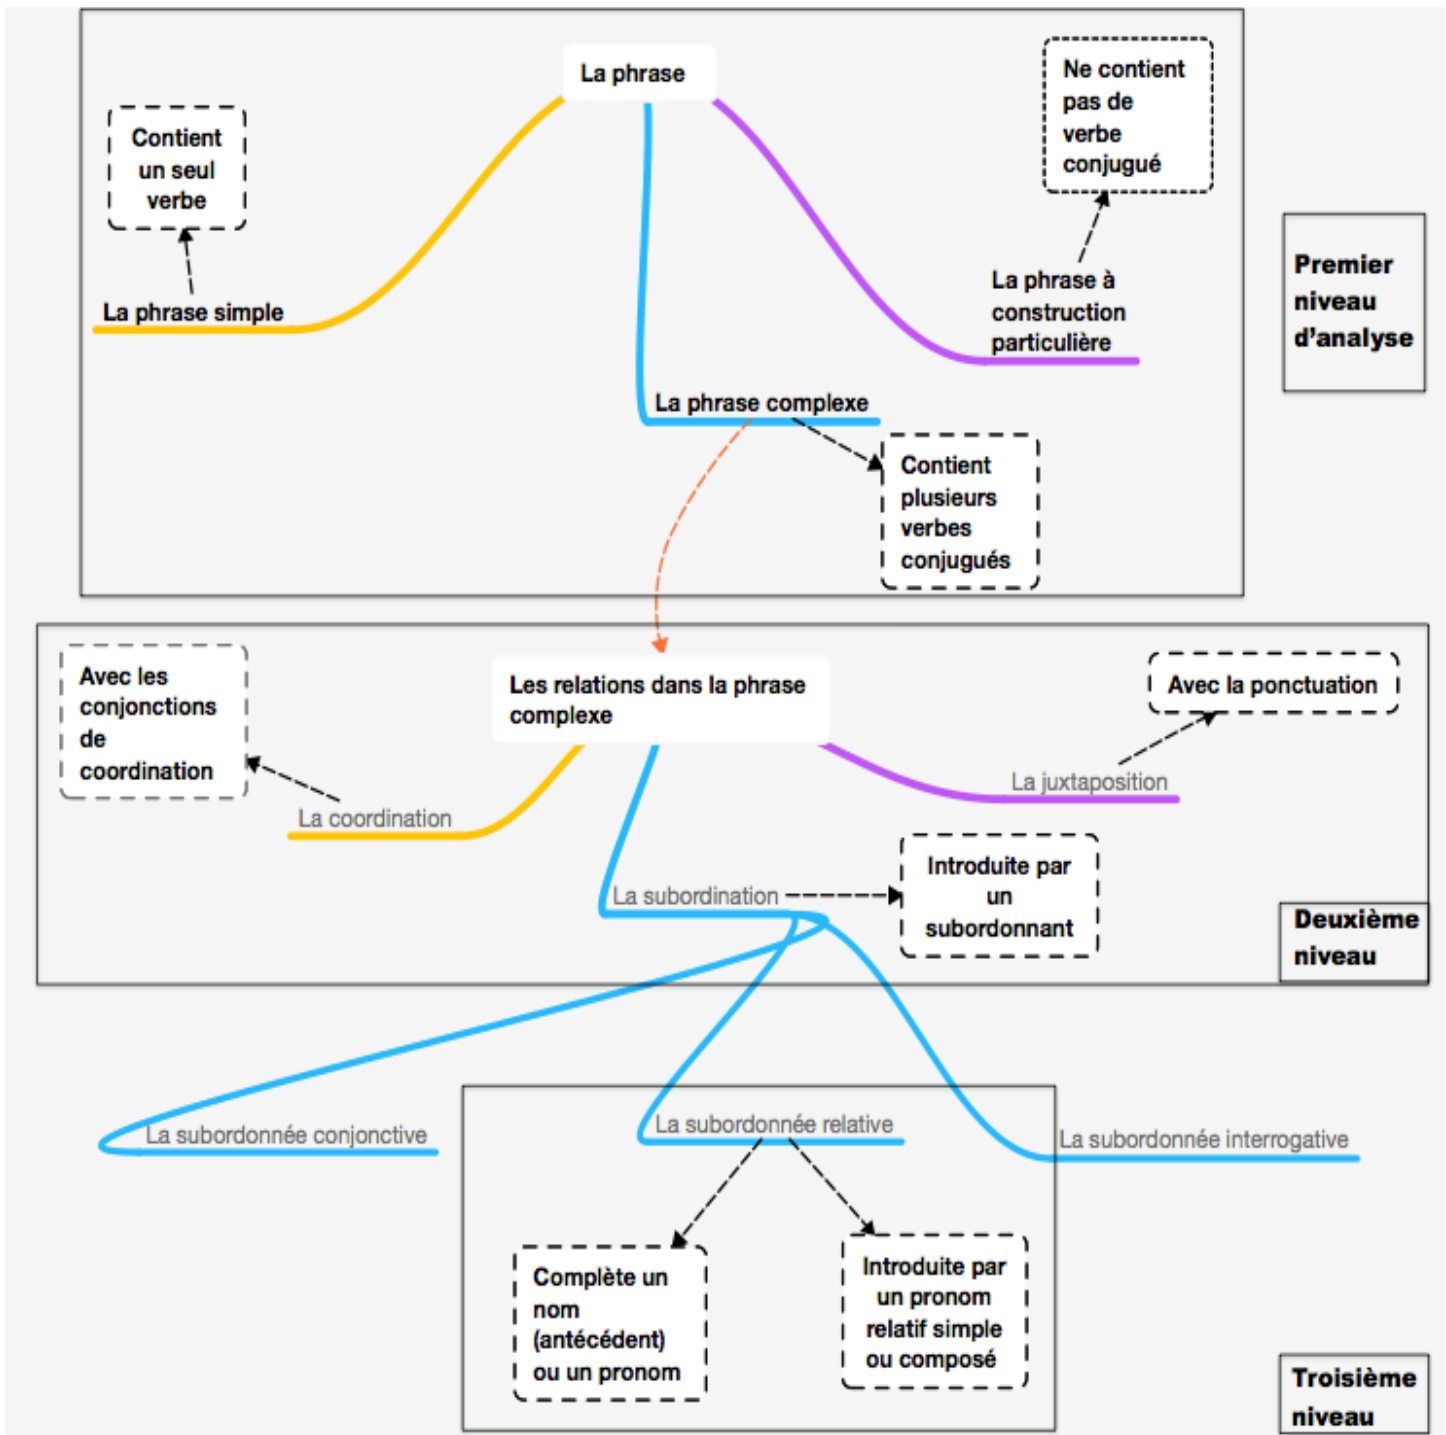 La phrase
Ne contient
pas de
verbe
conjugué
Contient
un seul
verbe
La phrase simple
La phrase à
construction
particulière
Premier
niveau
d'analyse
La phrase complexe
Contient
plusieurs
verbes
conjugués
Avec les
conjonctions
de
coordination
Les relations dans la phrase
complexe
Avec la ponctuation
La juxtaposition
La coordination
La subordination
Introduite par
un
subordonnant
Deuxième
niveau
La subordonnée conjonctive
La subordonnée relative
La subordonnée interrogative
Complète un
nom
(antécédent)
ou un pronom
Introduite par
un pronom
relatif simple
ou composé
Troisième
niveau